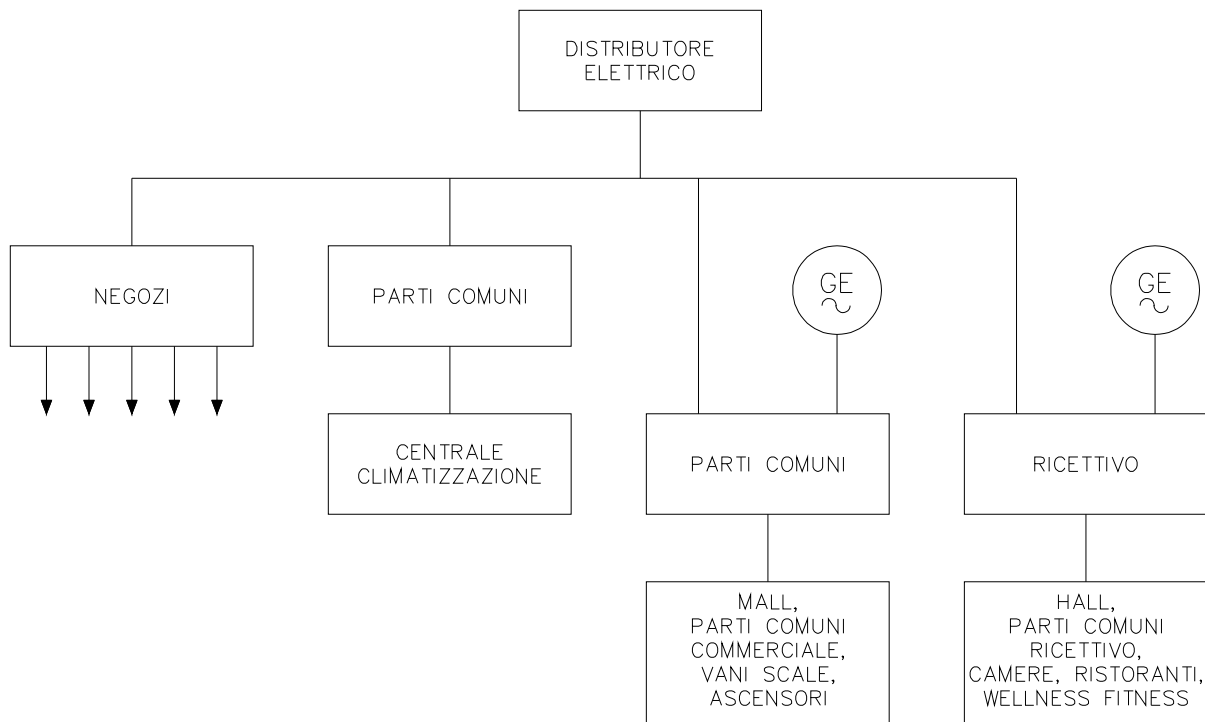 DISTRIBUTORE
ELETTRICO
NEGOZI
PARTI COMUNI
GE
GE
CENTRALE
CLIMATIZZAZIONE
PARTI COMUNI
RICETTIVO
MALL,
PARTI COMUNI
COMMERCIALE,
VANI SCALE,
ASCENSORI
HALL,
PARTI COMUNI
RICETTIVO,
CAMERE, RISTORANTI,
WELLNESS FITNESS